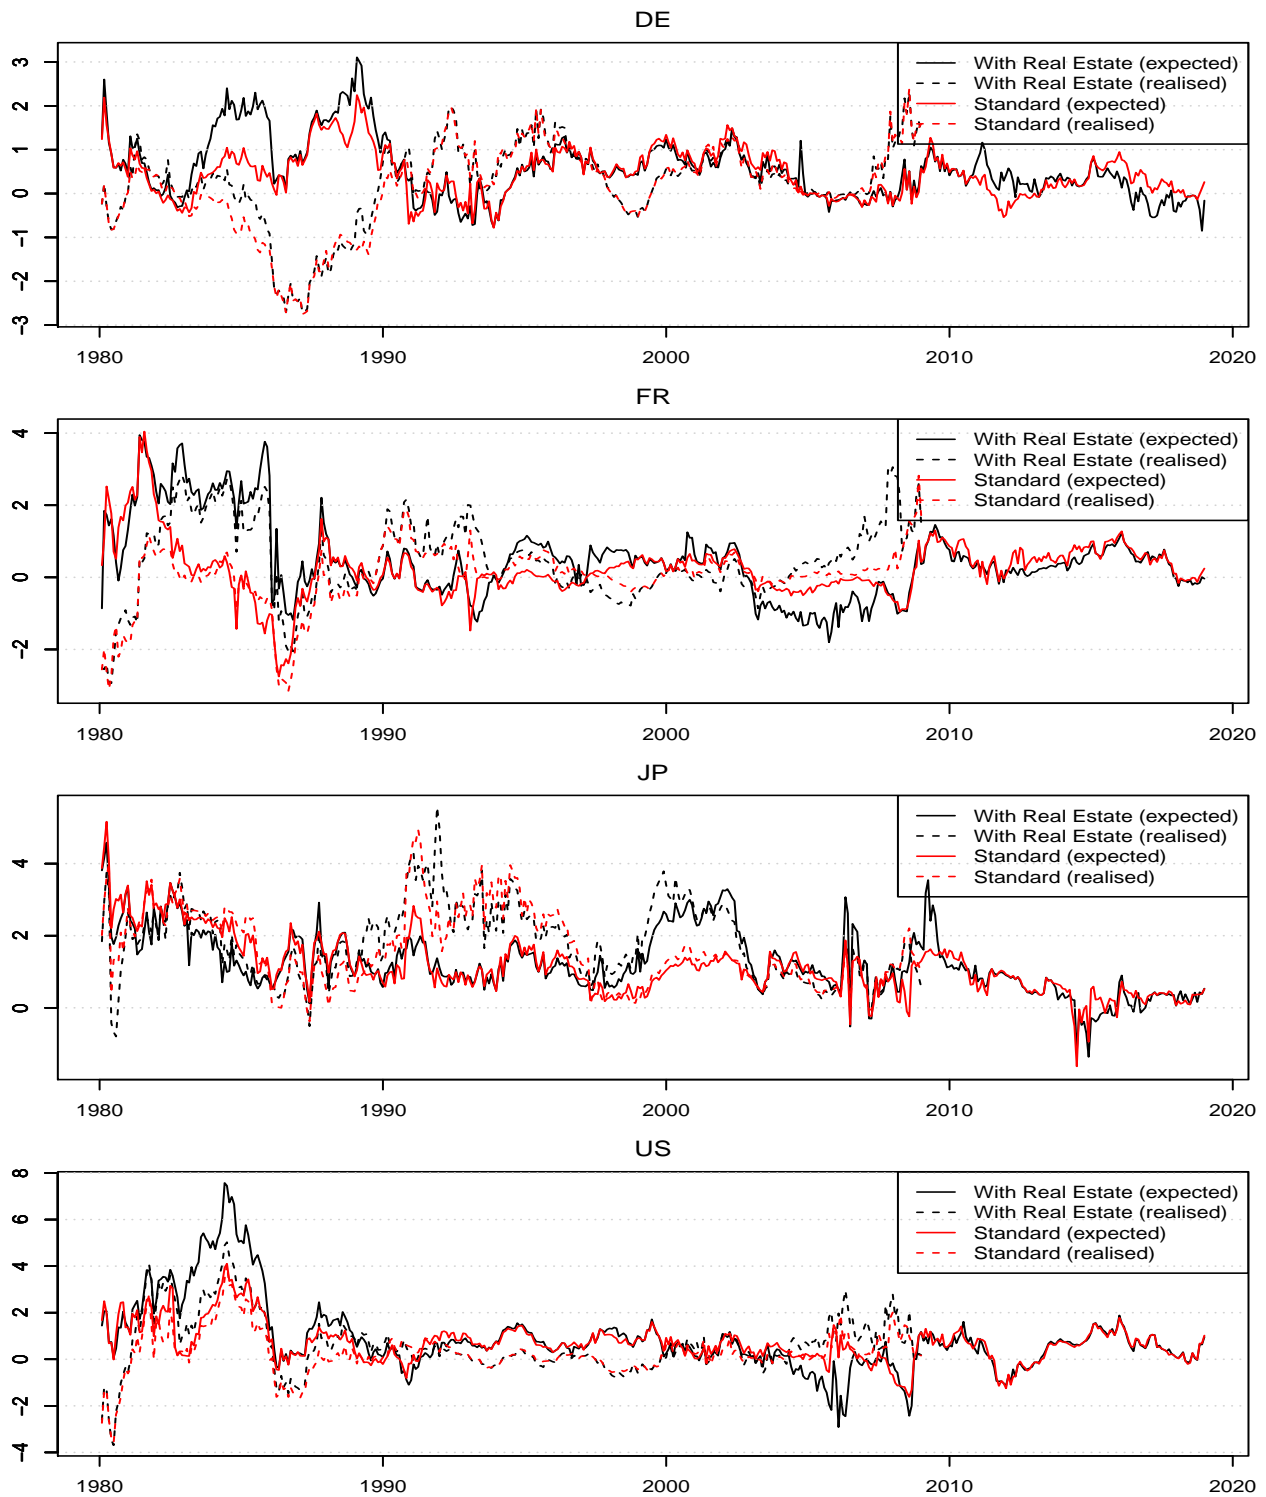 DE
3
2
1
0
−1
−2
−3
With Real Estate (expected)
With Real Estate (realised)
Standard (expected)
Standard (realised)
1980 1990 2000 2010 2020
FR
4
2
0
−2
With Real Estate (expected)
With Real Estate (realised)
Standard (expected)
Standard (realised)
1980 1990 2000 2010 2020
JP
4
2
0
With Real Estate (expected)
With Real Estate (realised)
Standard (expected)
Standard (realised)
1980 1990 2000 2010 2020
US
8
6
4
2
0
−2
−4
With Real Estate (expected)
With Real Estate (realised)
Standard (expected)
Standard (realised)
1980 1990 2000 2010 2020